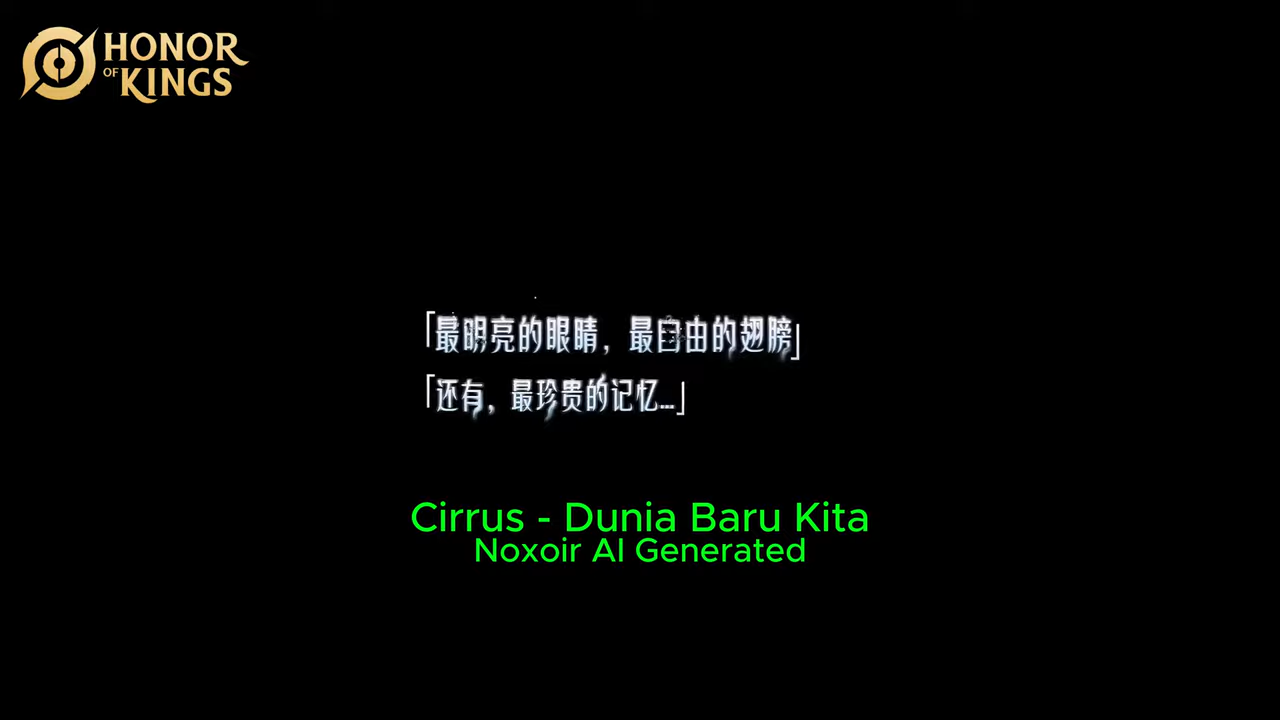 HONOR
OF KINGS
「最明亮的眼睛，最自由的翅膀」
「还有，最珍贵的记忆...」
Cirrus - Dunia Baru Kita
Noxoir AI Generated